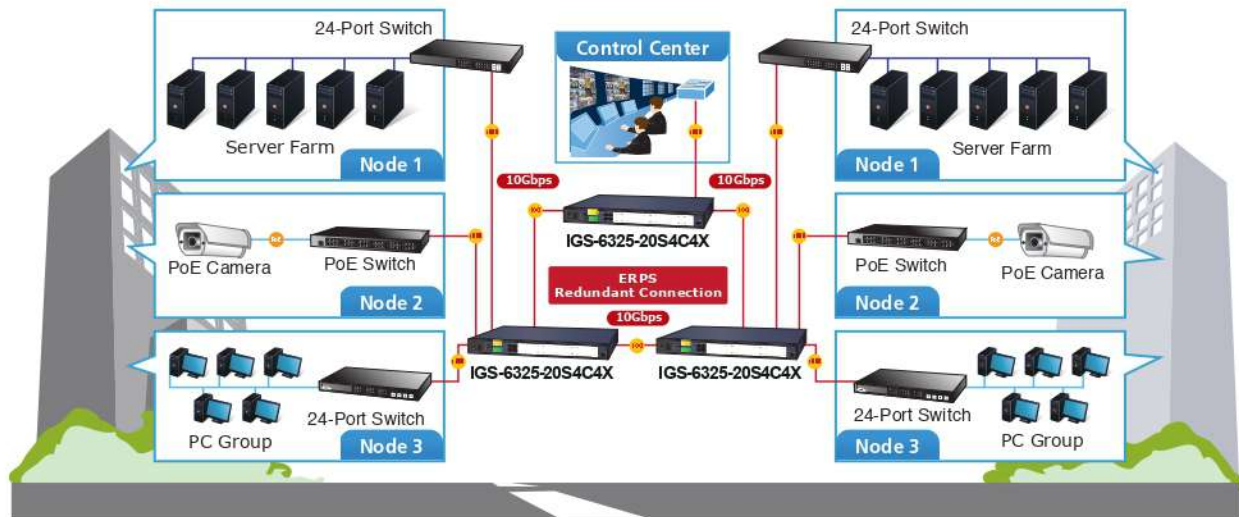 24-Port Switch
Control Center
24-Port Switch
Server Farm
Node 1
Server Farm
Node 1
10Gbps
10Gbps
IGS-6325-20S4C4X
PoE Camera
PoE Switch
Node 2
PoE Switch
PoE Camera
Node 2
ERPS
Redundant Connection
10Gbps
IGS-6325-20S4C4X
IGS-6325-20S4C4X
PC Group
24-Port Switch
Node 3
24-Port Switch
PC Group
Node 3